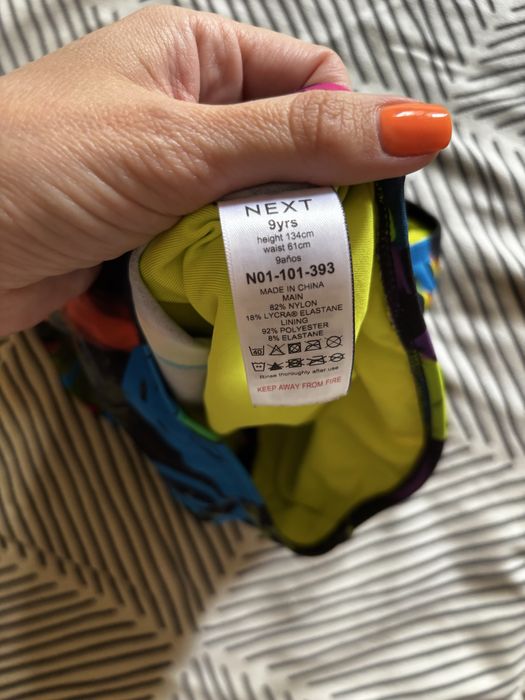 NEXT
9yrs
height 134cm
waist 61cm
9años
N01-101-393
MADE IN CHINA
MAIN
82% NYLON
18% LYCRA® ELASTANE
LINING
92% POLYESTER
8% ELASTANE
40
Rinse thoroughly after use
KEEP AWAY FROM FIRE